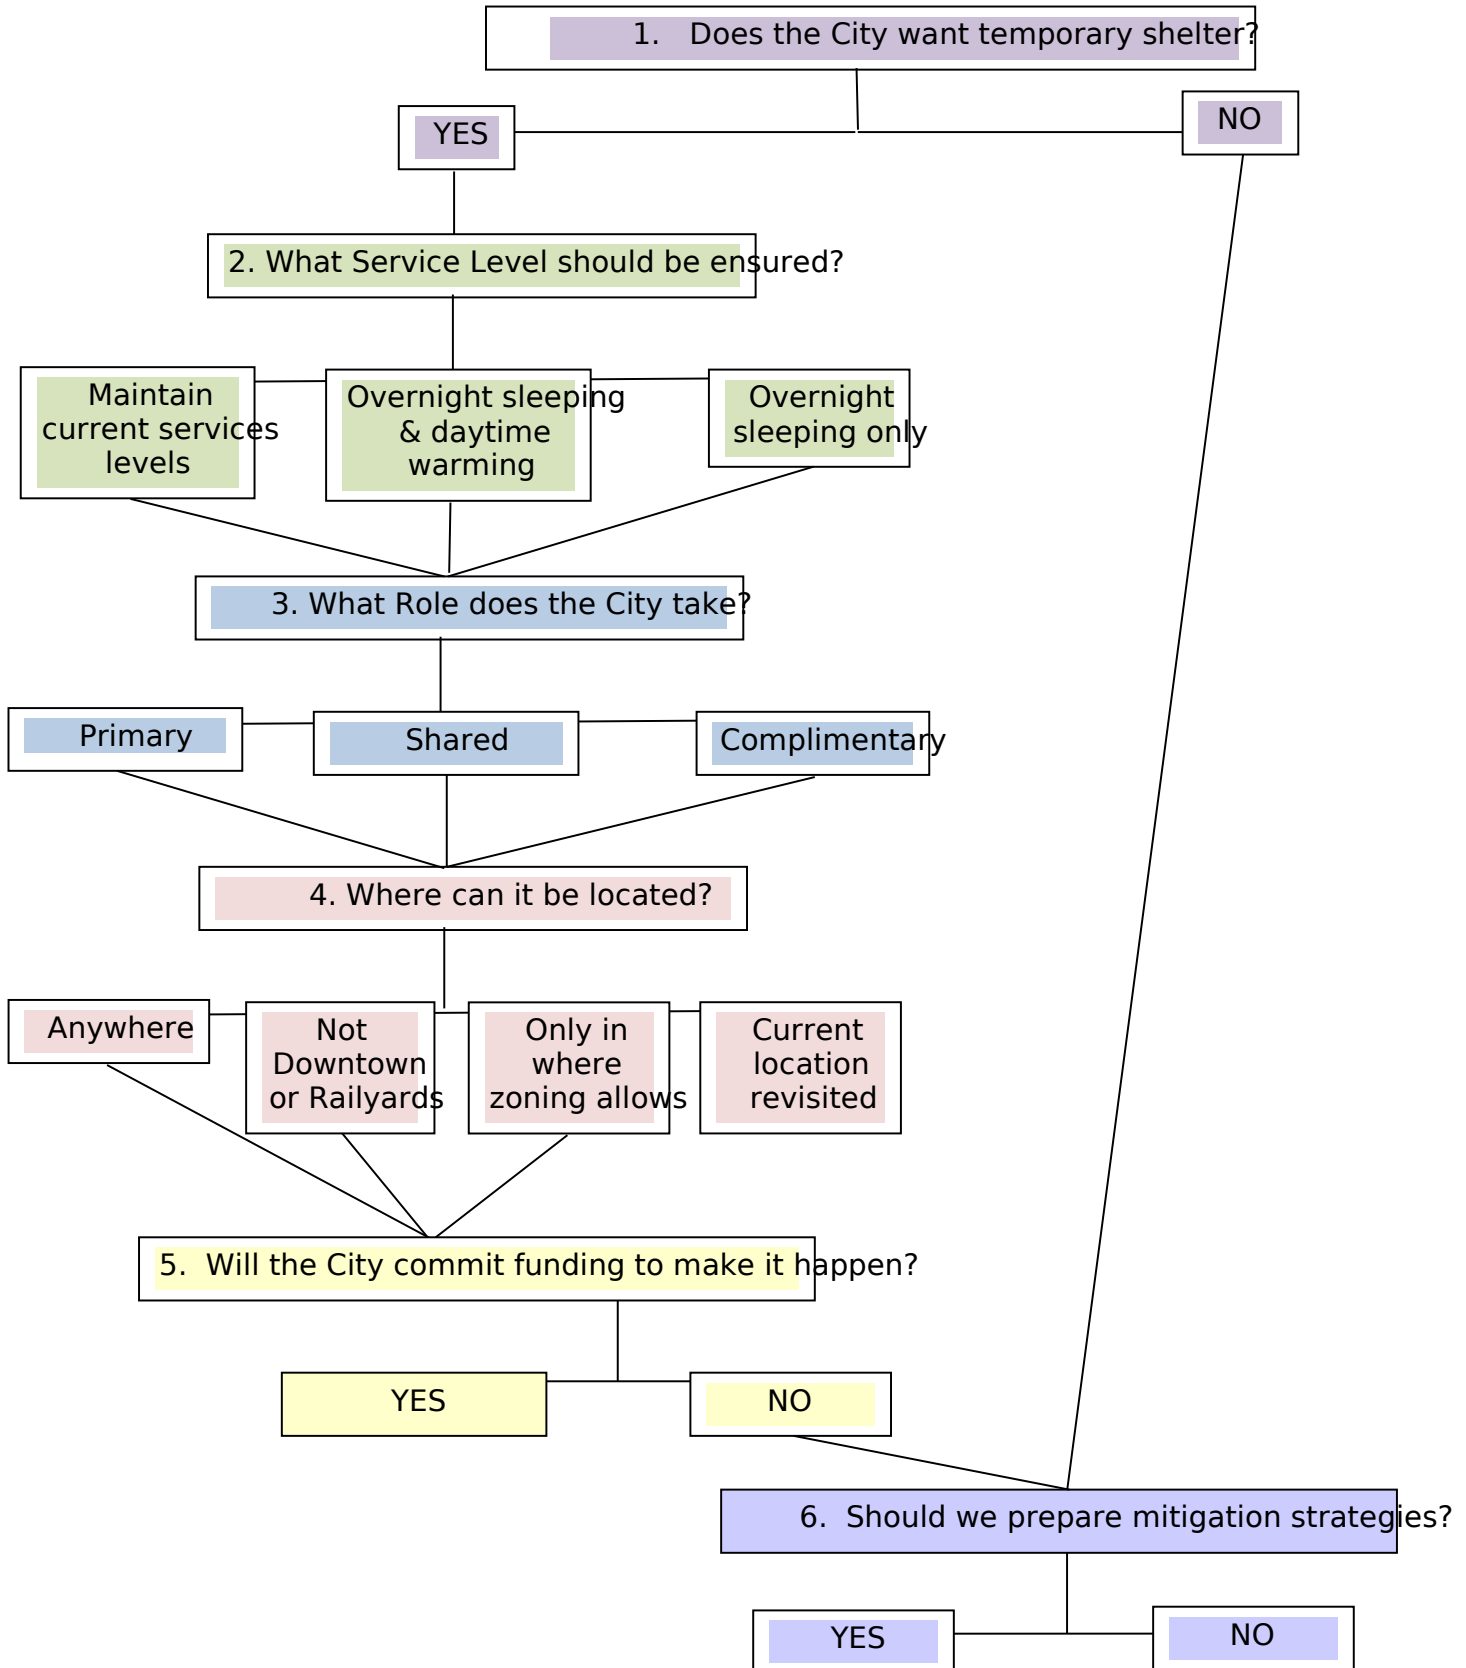 1. Does the City want temporary shelter?
YES
NO
2. What Service Level should be ensured?
Maintain
current services
levels
Overnight sleeping
& daytime
warming
Overnight
sleeping only
3. What Role does the City take?
Primary
Shared
Complimentary
4. Where can it be located?
Anywhere
Not
Downtown
or Railyards
Only in
where
zoning allows
Current
location
revisited
5. Will the City commit funding to make it happen?
YES
NO
6. Should we prepare mitigation strategies?
YES
NO